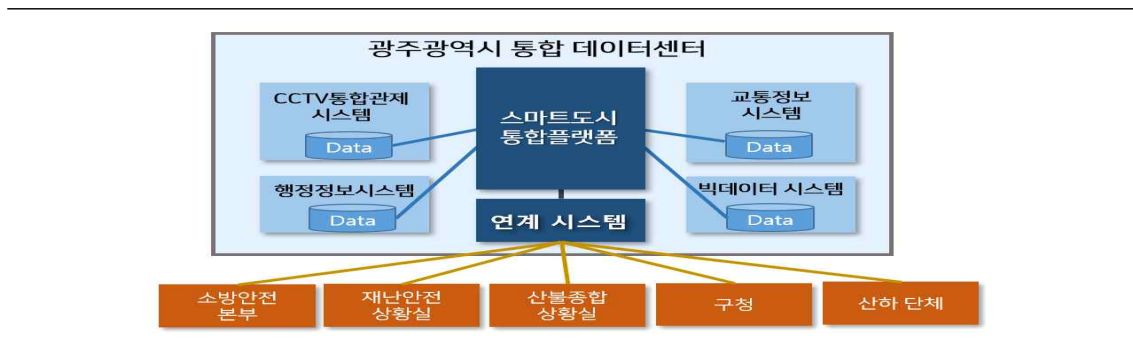 광주광역시 통합 데이터센터
CCTV통합관제
시스템
Data
스마트도시
통합플랫폼
교통정보
시스템
Data
행정정보시스템
Data
연계 시스템
빅데이터 시스템
Data
소방안전
본부
재난안전
상황실
산불종합
상황실
구청
산하 단체